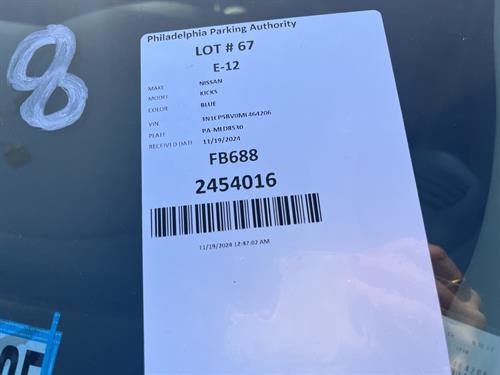 8
Philadelphia Parking Authority
LOT # 67
E-12
MAKE NISSAN
MODEL KICKS
COLOR BLUE
VIN 3N1CP5BV0ML464206
PLATE PA-MLD8530
RECEIVED DATE 11/19/2024
FB688
2454016
11/19/2024 12:47:02 AM